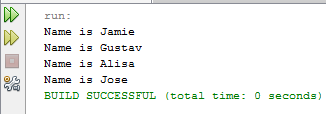 run:
Name is Jamie
Name is Gustav
Name is Alisa
Name is Jose
BUILD SUCCESSFUL (total time: 0 seconds)